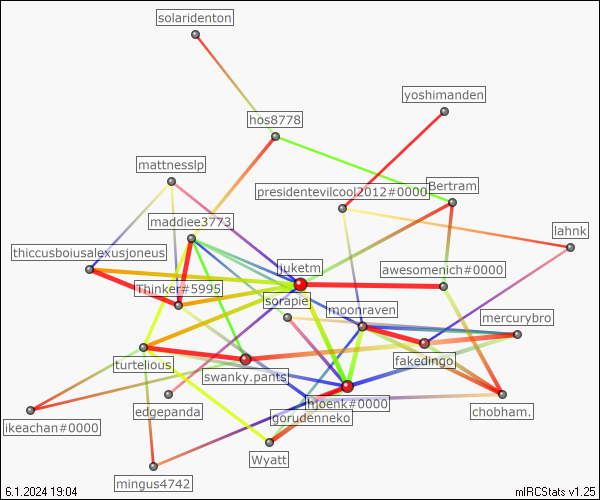 solaridenton
yoshimanden
hos8778
mattnesslp
presidentevilcool2012#0000
Bertram
maddiee3773
lahnk
thiccusboiusalexusjoneus
juketm
awesomenich#0000
Thinker#5995
sorapie
moonraven
mercurybro
turtelious
fakedingo
swanky.pants
edgepanda
hjoenk#0000
chobham.
ikeachan#0000
gorudenneko
Wyatt
mingus4742
6.1.2024 19:04
mIRCStats v1.25